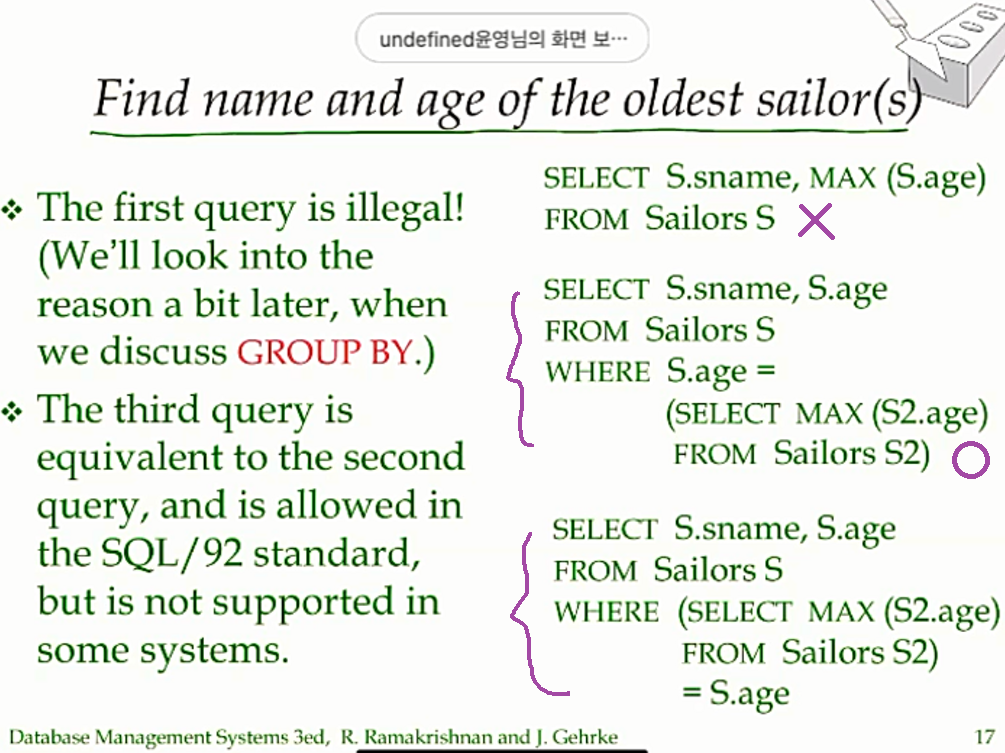 undefined윤영님의 화면 보…
Find name and age of the oldest sailor(s)
❖ The first query is illegal!
(We’ll look into the
reason a bit later, when
we discuss GROUP BY.)
❖ The third query is
equivalent to the second
query, and is allowed in
the SQL/92 standard,
but is not supported in
some systems.
SELECT S.sname, MAX (S.age)
FROM Sailors S
SELECT S.sname, S.age
FROM Sailors S
WHERE S.age =
(SELECT MAX (S2.age)
FROM Sailors S2)
SELECT S.sname, S.age
FROM Sailors S
WHERE (SELECT MAX (S2.age)
FROM Sailors S2)
= S.age
Database Management Systems 3ed, R. Ramakrishnan and J. Gehrke
17